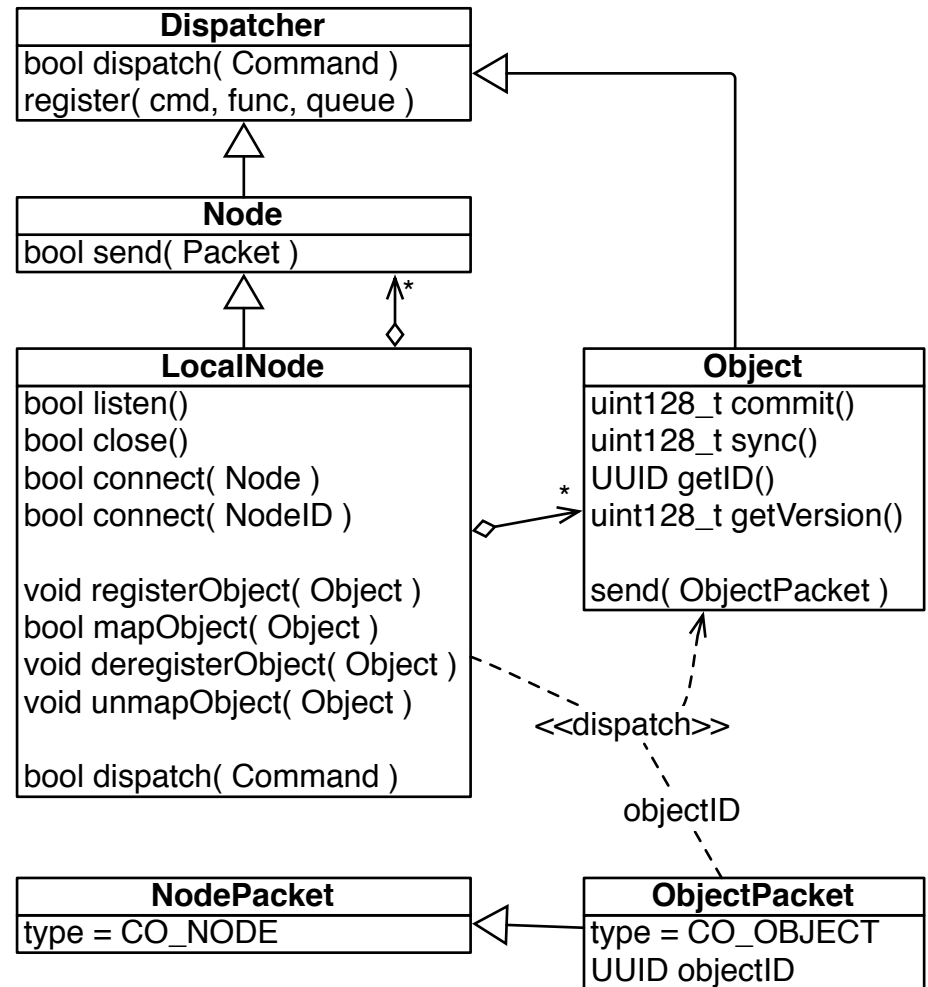 Dispatcher
bool dispatch( Command )
register( cmd, func, queue )
Node
bool send( Packet )
*
LocalNode
bool listen()
bool close()
bool connect( Node )
bool connect( NodeID )
void registerObject( Object )
bool mapObject( Object )
void deregisterObject( Object )
void unmapObject( Object )
bool dispatch( Command )
*
Object
uint128_t commit()
uint128_t sync()
UUID getID()
uint128_t getVersion()
send( ObjectPacket )
<<dispatch>>
objectID
NodePacket
type = CO_NODE
ObjectPacket
type = CO_OBJECT
UUID objectID